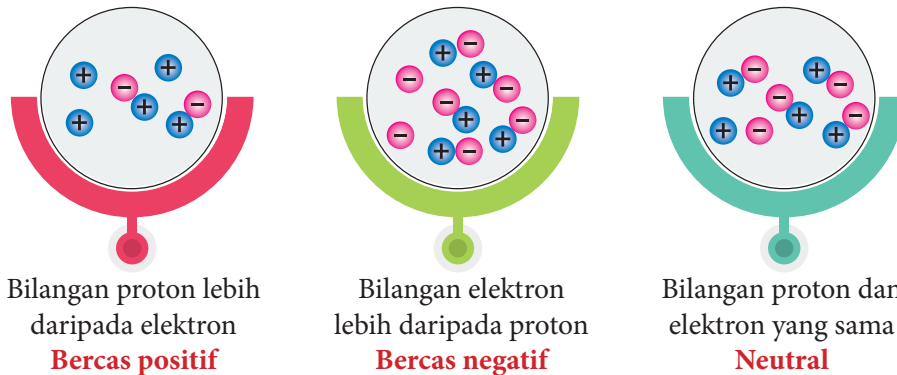 Bilangan proton lebih
daripada elektron
Bercas positif
Bilangan elektron
lebih daripada proton
Bercas negatif
Bilangan proton dan
elektron yang sama
Neutral